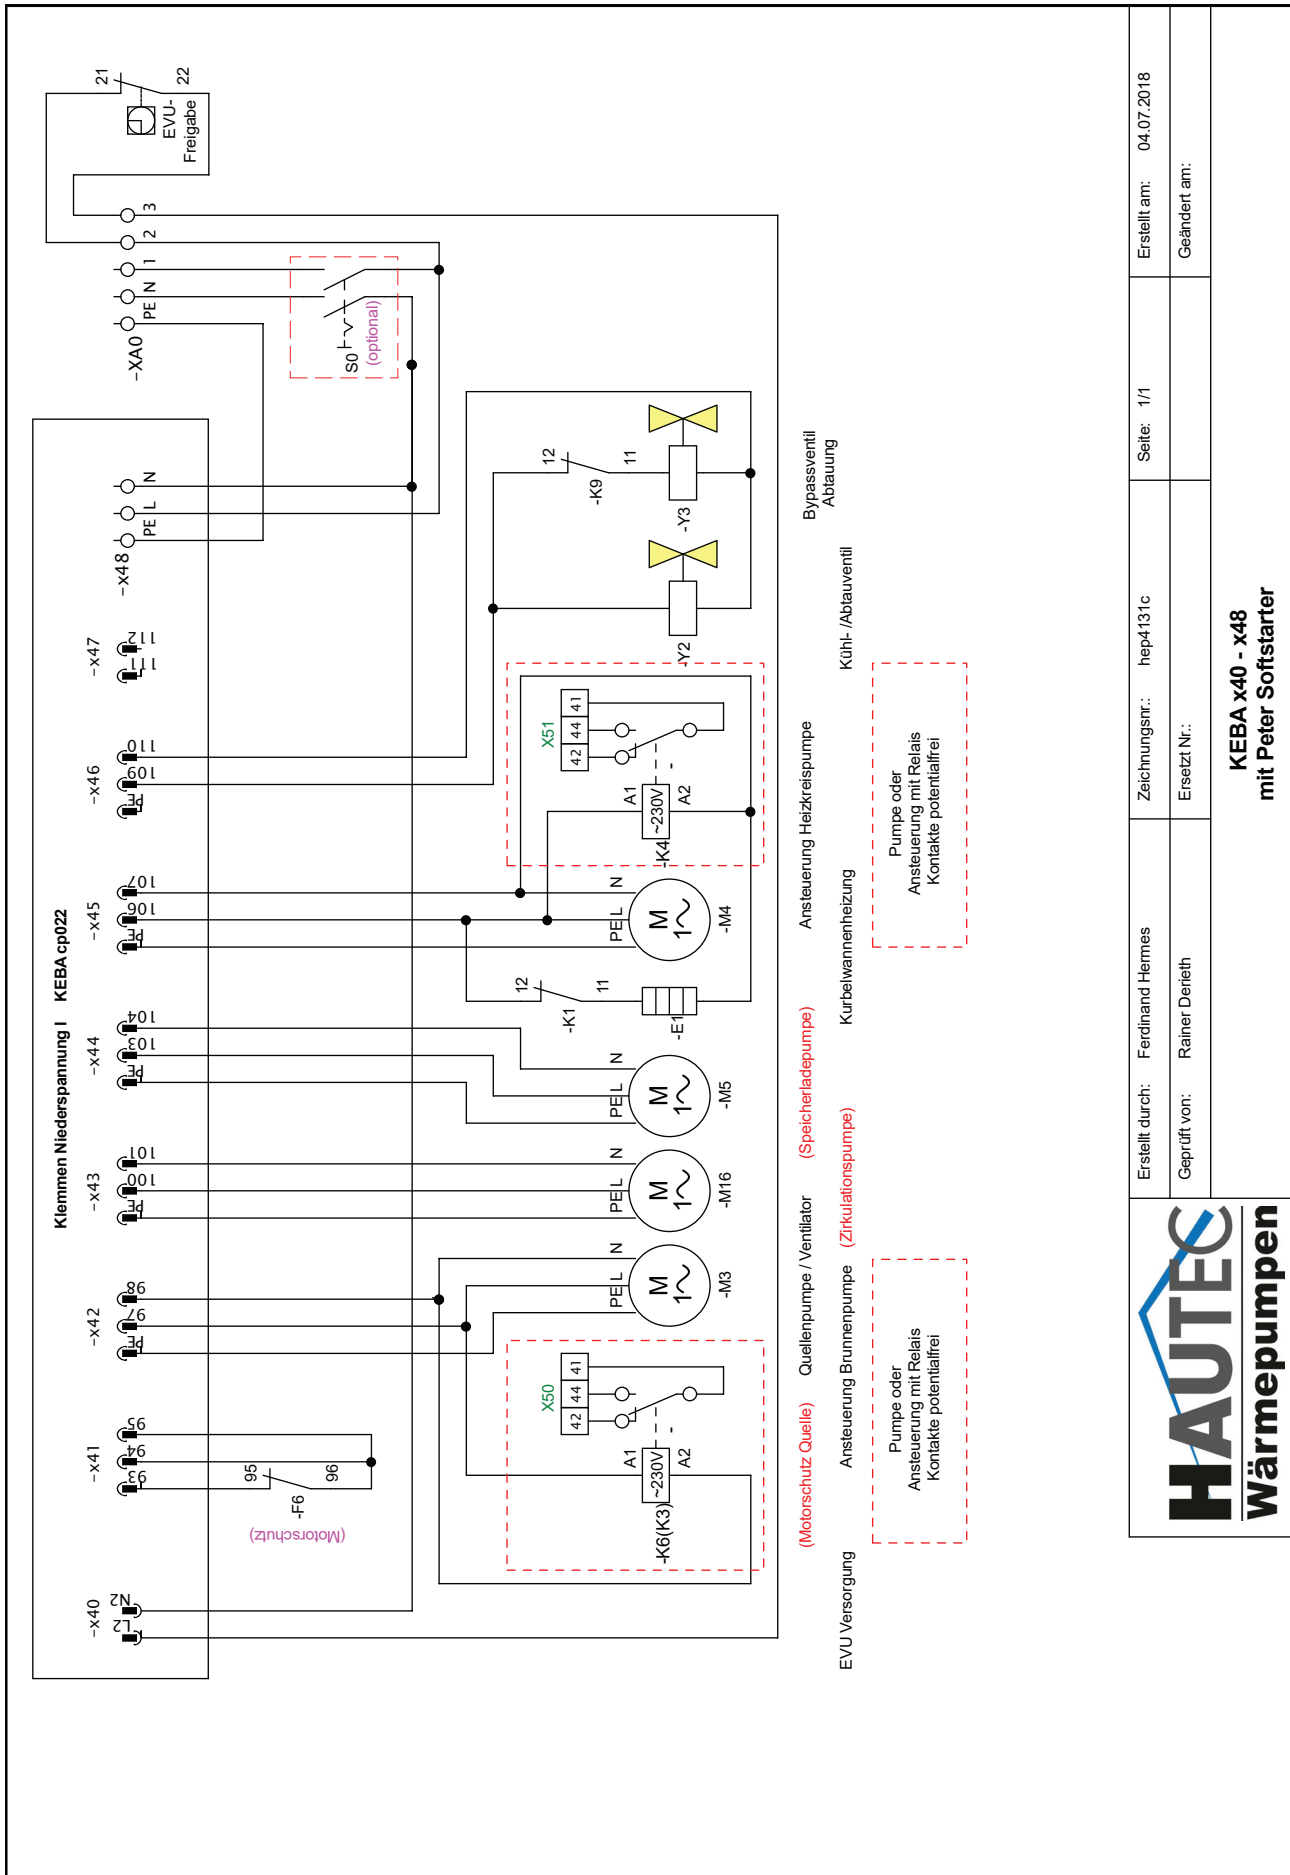 Klemmen Niederspannung I KEBA cp022
-x40
L2
N2
-x41
93
94
95
-x42
PE
97
98
-x43
PE
100
101
-x44
PE
103
104
-x45
PE
106
107
-x46
PE
109
110
-x47
111
112
-x48
PE
L
N
-XA0
PE
N
1
2
3
21
22
EVU-
Freigabe
S0
(optional)
95
96
-F6
(Motorschutz)
X50
42
44
41
A1
~230V
A2
-
-K6(K3)
PE
L
N
M
1
-M3
PE
L
N
M
1
-M16
PE
L
N
M
1
-M5
12
11
-K1
-E1
PE
L
N
M
1
-M4
X51
42
44
41
A1
~230V
A2
-
-K4
-Y2
12
11
-K9
-Y3
(Motorschutz Quelle)
Quellenpumpe / Ventilator
(Speicherladepumpe)
Ansteuerung Heizkreispumpe
Bypassventil
Abtauung
EVU Versorgung
Ansteuerung Brunnenpumpe
(Zirkulationspumpe)
Kurbelwannenheizung
Kühl- /Abtauventil
Pumpe oder
Ansteuerung mit Relais
Kontakte potentialfrei
Pumpe oder
Ansteuerung mit Relais
Kontakte potentialfrei
HAUTEC
Wärmepumpen
Erstellt durch: Ferdinand Hermes
Zeichnungsnr.: hep4131c
Seite: 1/1
Erstellt am: 04.07.2018
Geprüft von: Rainer Derieth
Ersetzt Nr.:
Geändert am:
KEBA x40 - x48
mit Peter Softstarter